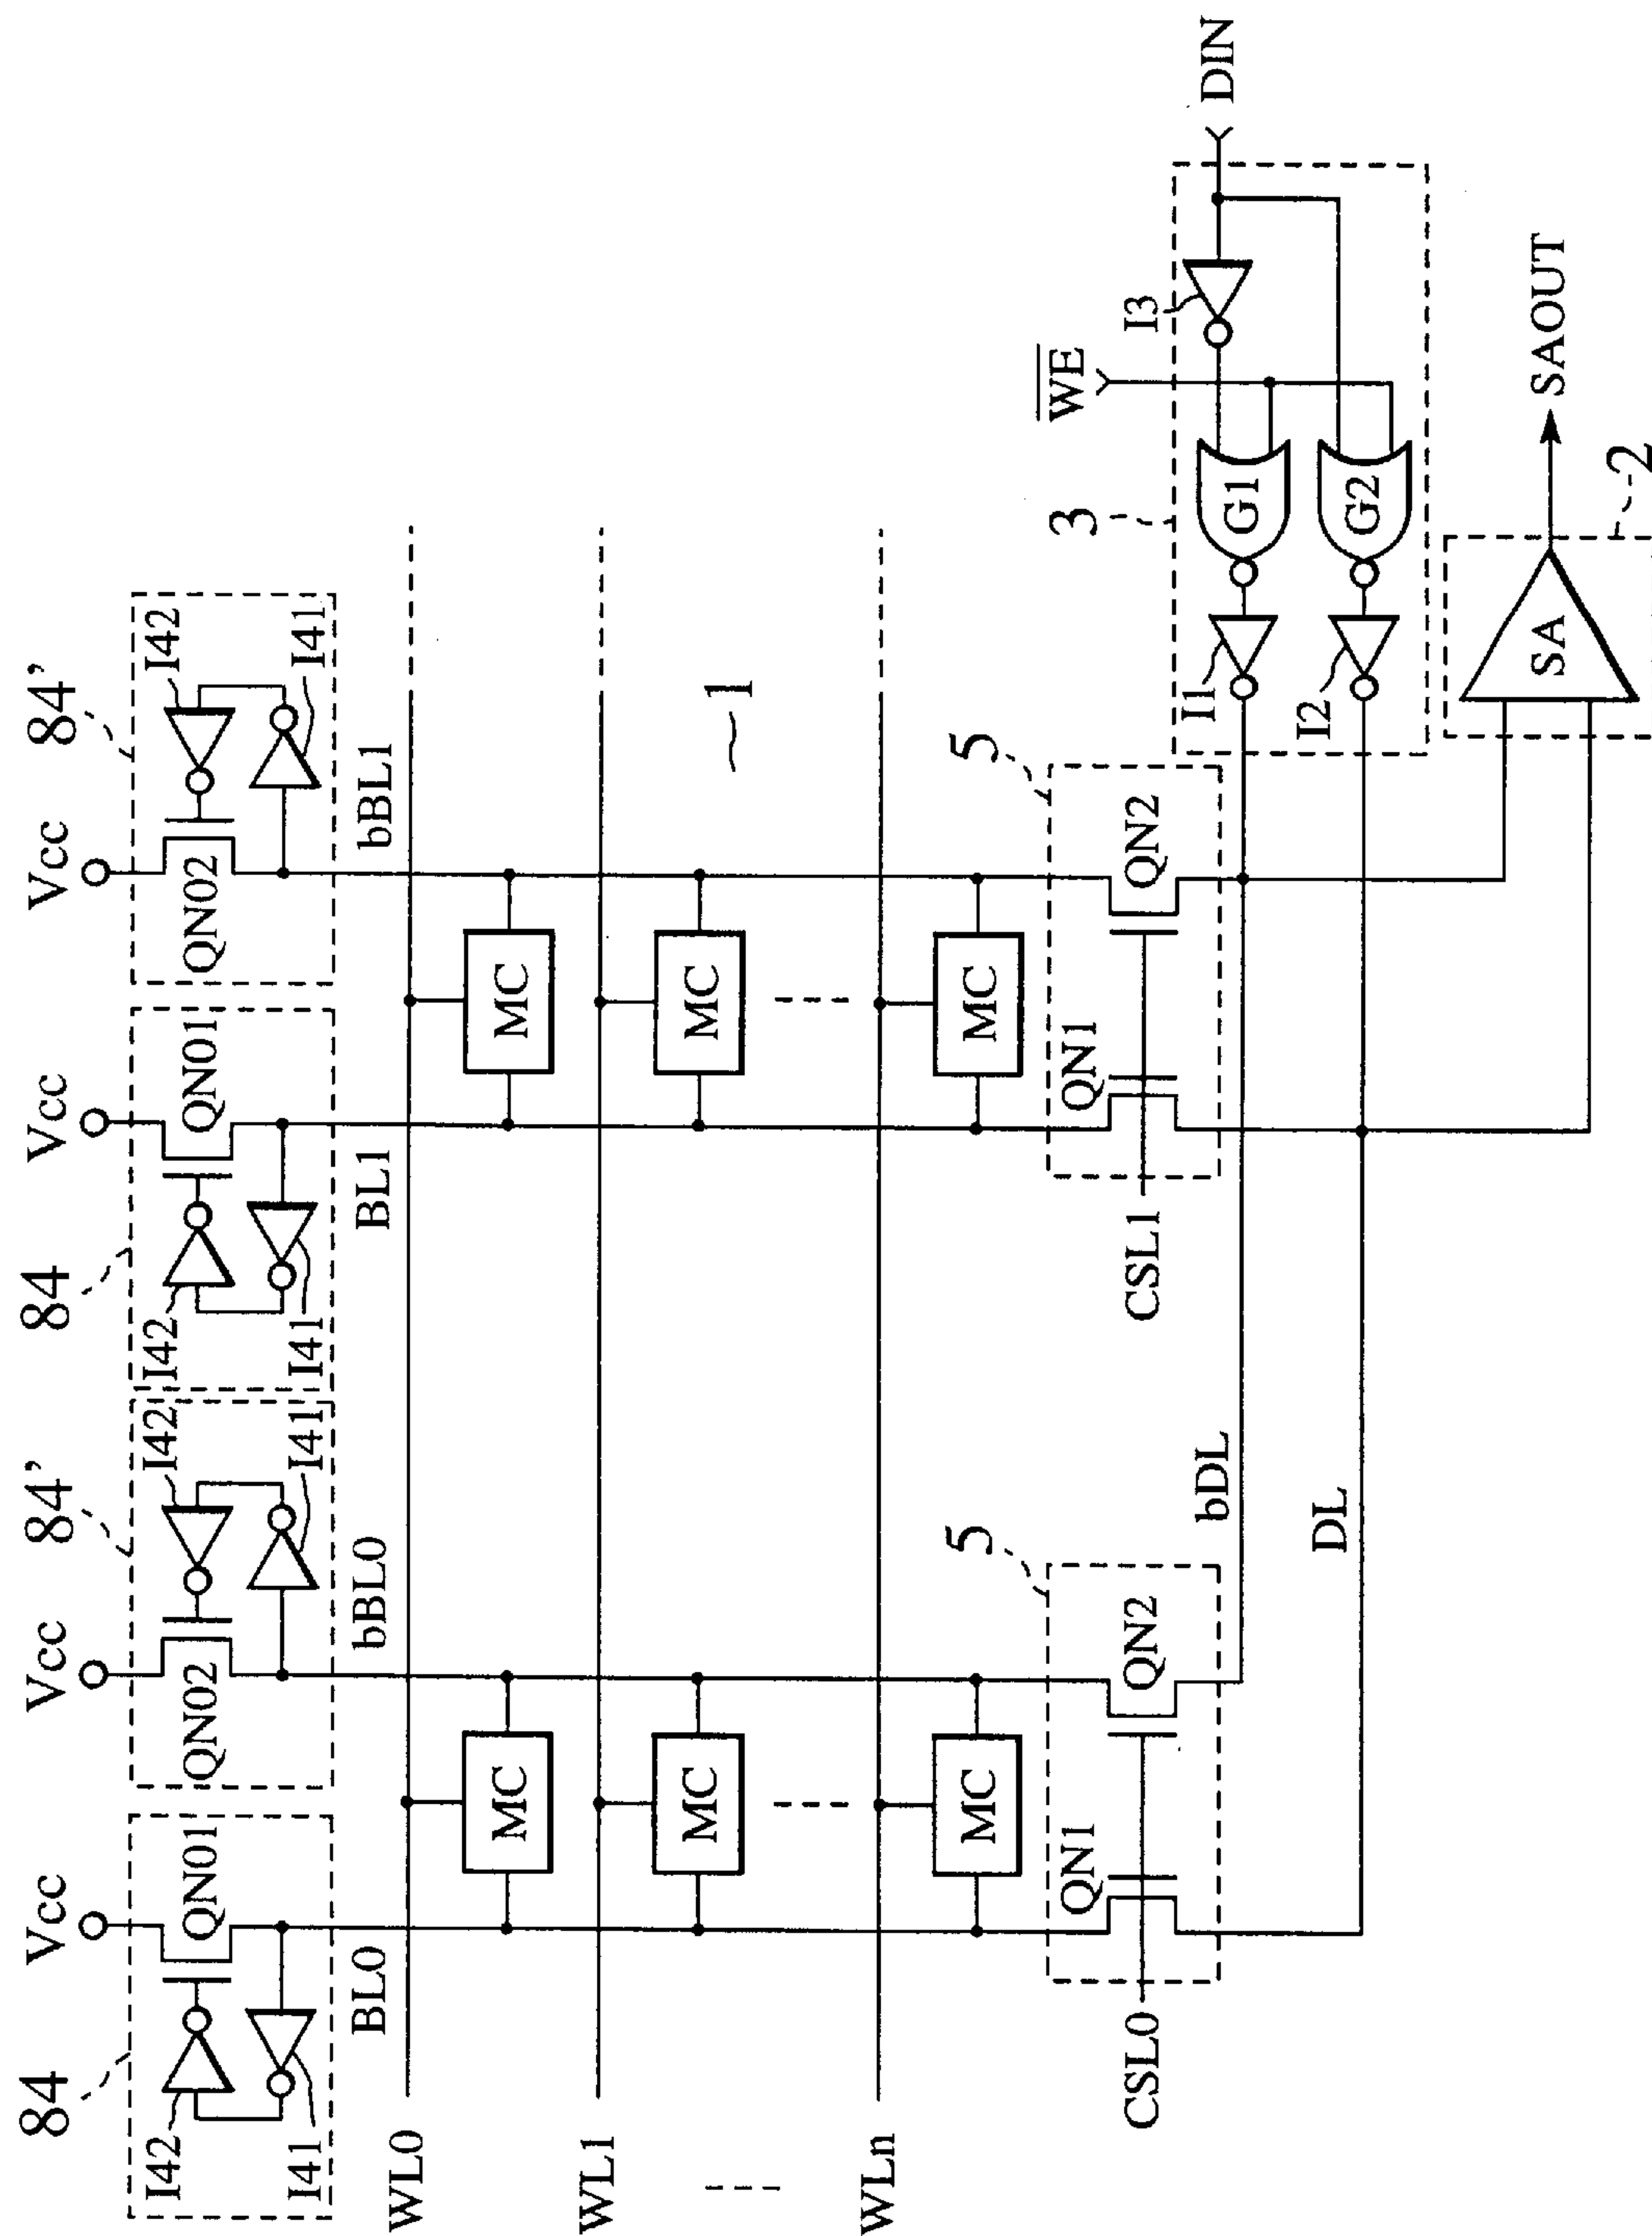 84
84'
84
84'
Vcc
Vcc
Vcc
Vcc
I42
QN01
QN02
I42
I42
QN01
QN02
I42
I41
I41
I41
I41
BL0
bBL0
BL1
bBL1
WL0
MC
MC
1
WL1
MC
MC
WLn
MC
MC
5
5
3
WE
QN1
QN2
QN1
QN2
CSL0
CSL1
I1
G1
I3
DIN
bDL
I2
G2
DL
SA
SAOUT
2